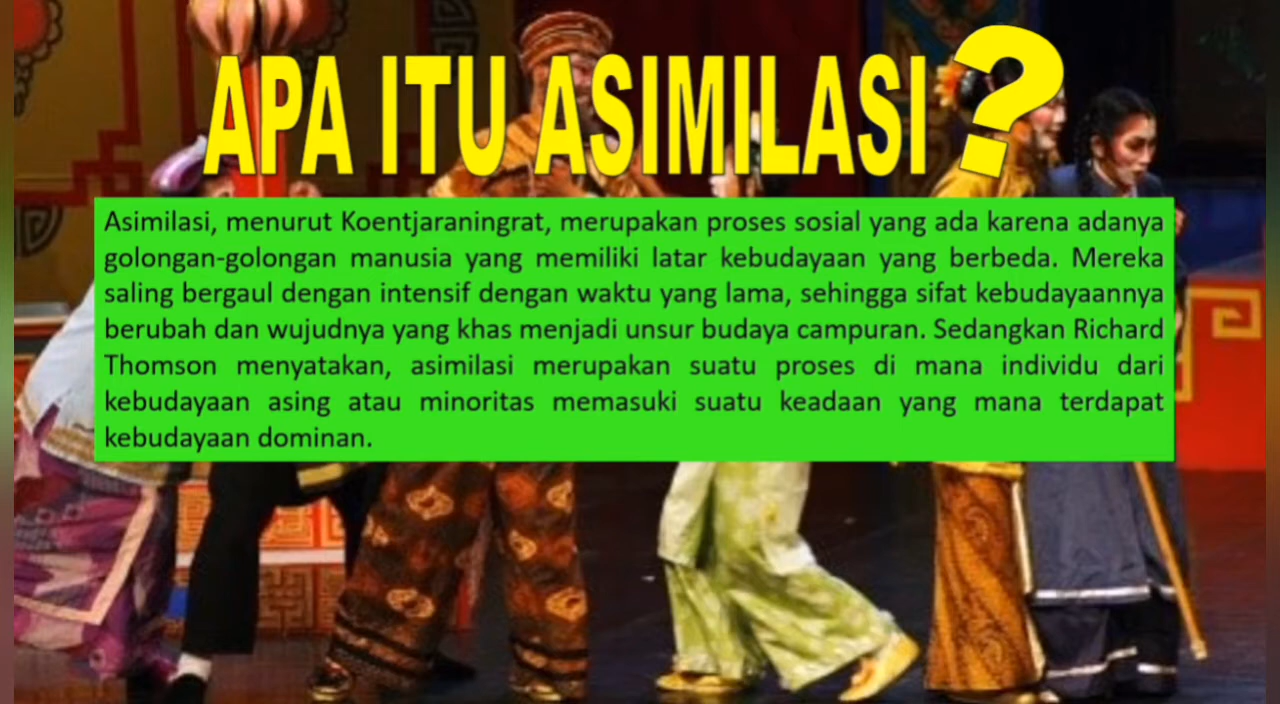 APA ITU ASIMILASI?
Asimilasi, menurut Koentjaraningrat, merupakan proses sosial yang ada karena adanya
golongan-golongan manusia yang memiliki latar kebudayaan yang berbeda. Mereka
saling bergaul dengan intensif dengan waktu yang lama, sehingga sifat kebudayaannya
berubah dan wujudnya yang khas menjadi unsur budaya campuran. Sedangkan Richard
Thomson menyatakan, asimilasi merupakan suatu proses di mana individu dari
kebudayaan asing atau minoritas memasuki suatu keadaan yang mana terdapat
kebudayaan dominan.